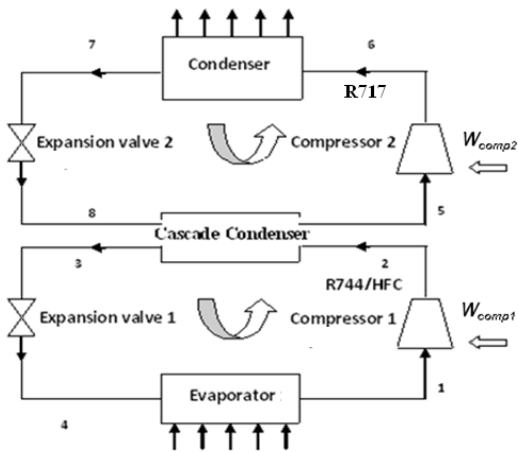 7
6
Condenser
R717
Expansion valve 2
Compressor 2
Wcomp2
8
5
Cascade Condenser
3
2
R744/HFC
Expansion valve 1
Compressor 1
Wcomp1
Evaporator
1
4